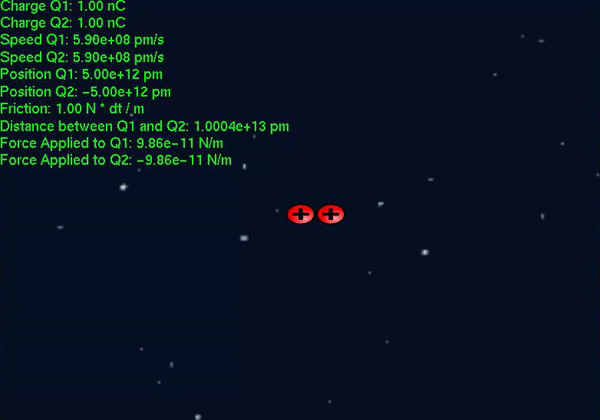 Charge Q1: 1.00 nC
Charge Q2: 1.00 nC
Speed Q1: 5.90e+08 pm/s
Speed Q2: 5.90e+08 pm/s
Position Q1: 5.00e+12 pm
Position Q2: −5.00e+12 pm
Friction: 1.00 N * dt / m
Distance between Q1 and Q2: 1.0004e+13 pm
Force Applied to Q1: 9.86e−11 N/m
Force Applied to Q2: −9.86e−11 N/m